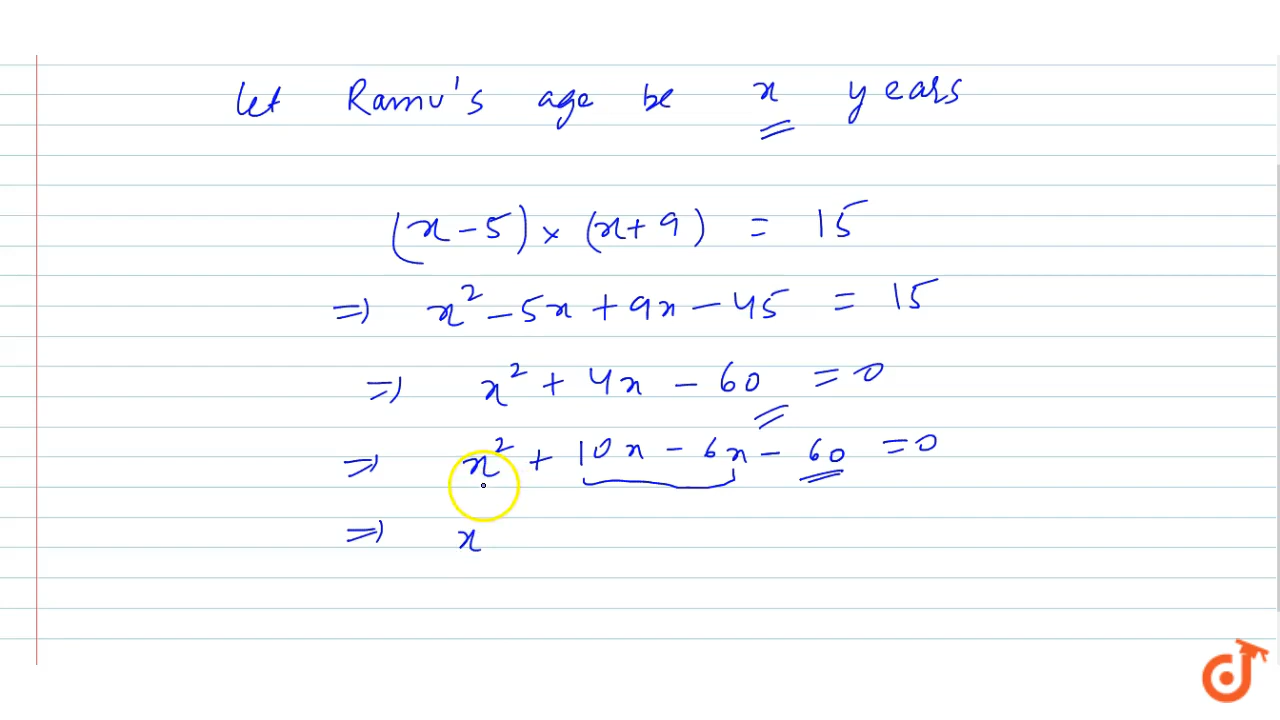 let Ramu's age be x years
(x-5) × (x+9) = 15
=> x² - 5x + 9x - 45 = 15
=> x² + 4x - 60 = 0
=> x² + 10x - 6x - 60 = 0
=> x